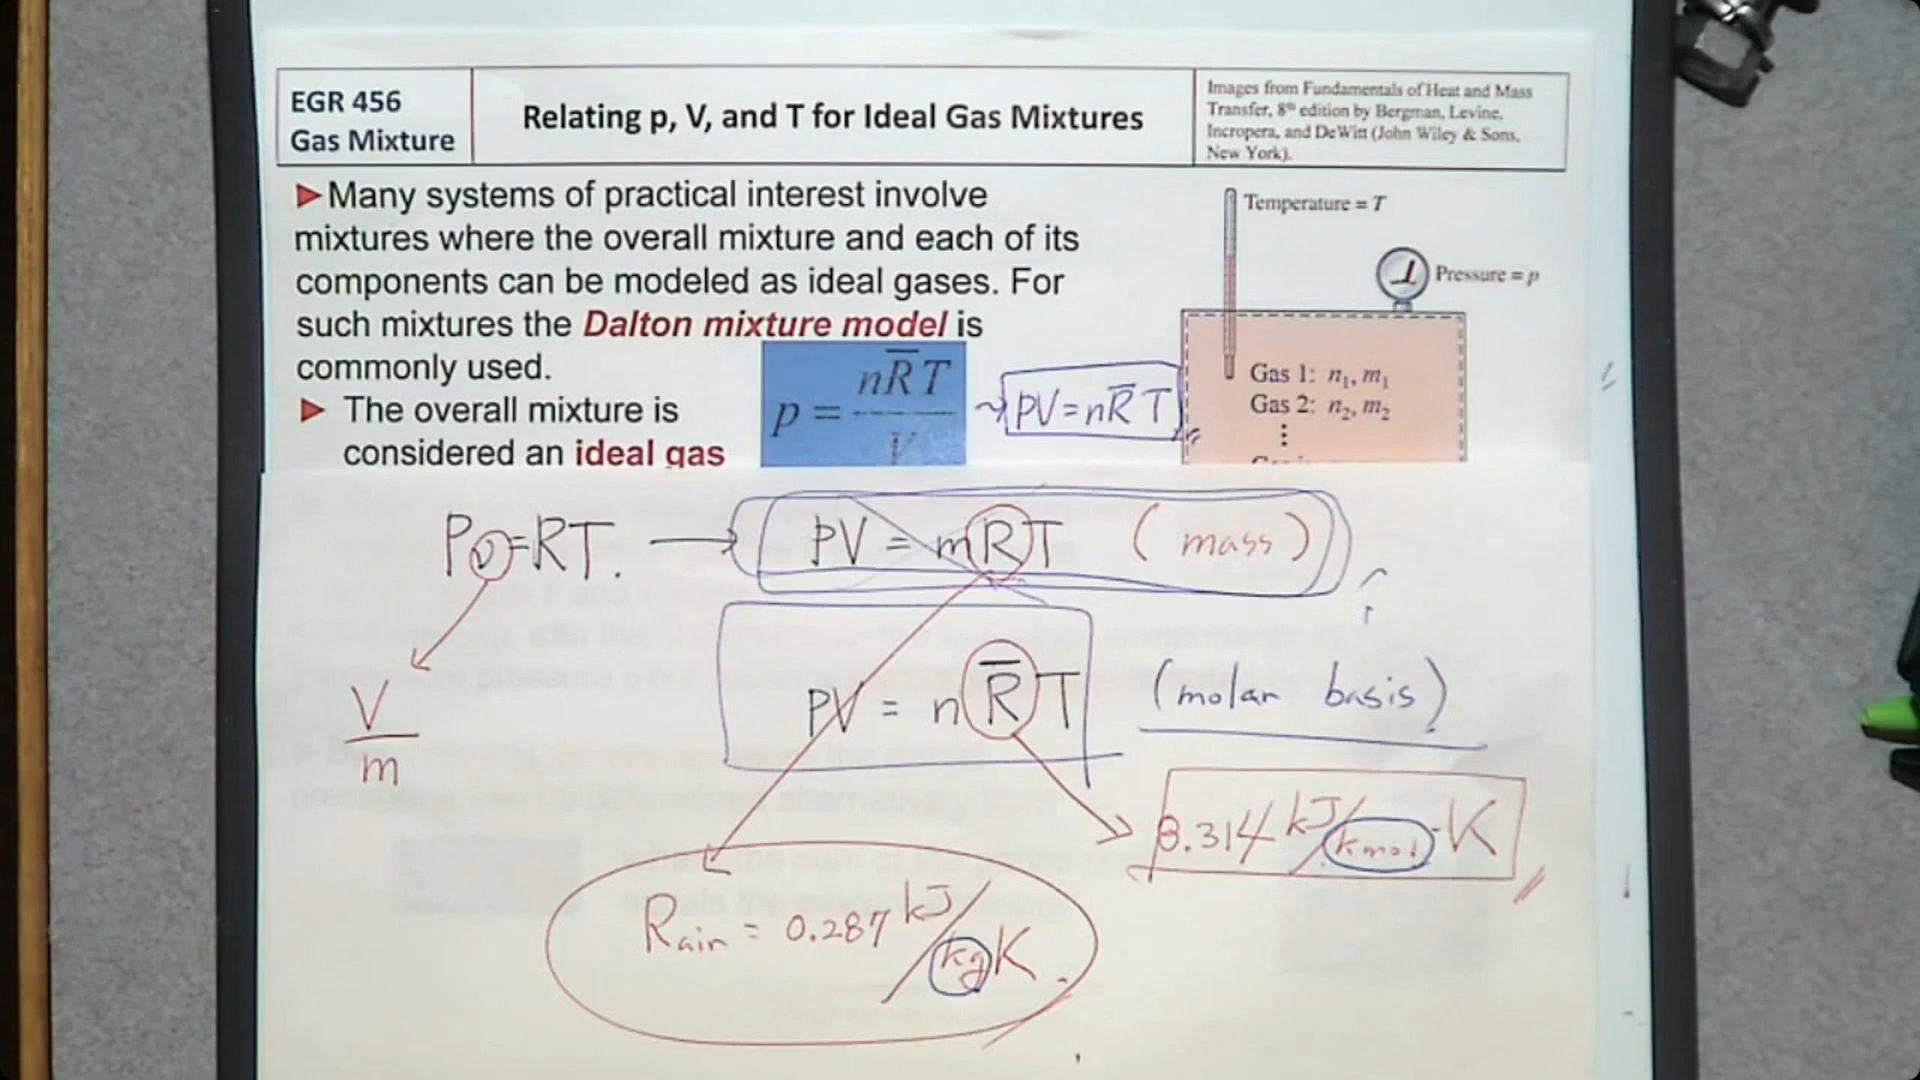 EGR 456
Gas Mixture
Relating p, V, and T for Ideal Gas Mixtures
Images from Fundamentals of Heat and Mass
Transfer, 8th edition by Bergman, Levine,
Incropera, and DeWitt (John Wiley & Sons,
New York).
►Many systems of practical interest involve
mixtures where the overall mixture and each of its
components can be modeled as ideal gases. For
such mixtures the Dalton mixture model is
commonly used.
► The overall mixture is
considered an ideal gas
p = nR̅T / V
PV = nR̅T
Temperature = T
Pressure = p
Gas 1: n₁, m₁
Gas 2: n₂, m₂
⋮
Pv = RT. → PV = mRT (mass)
V/m
PV = nR̅T (molar basis)
8.314 kJ/kmol·K
Rair = 0.287 kJ/kg K.